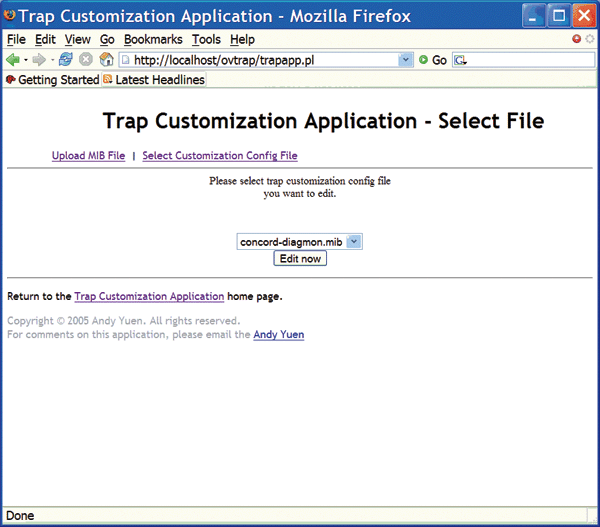 Trap Customization Application - Mozilla Firefox
File Edit View Go Bookmarks Tools Help
http://localhost/ovtrap/trapapp.pl Go G
Getting Started Latest Headlines
Trap Customization Application - Select File
Upload MIB File | Select Customization Config File
Please select trap customization config file
you want to edit.
concord-diagmon.mib
Edit now
Return to the Trap Customization Application home page.
Copyright © 2005 Andy Yuen. All rights reserved.
For comments on this application, please email the Andy Yuen
Done